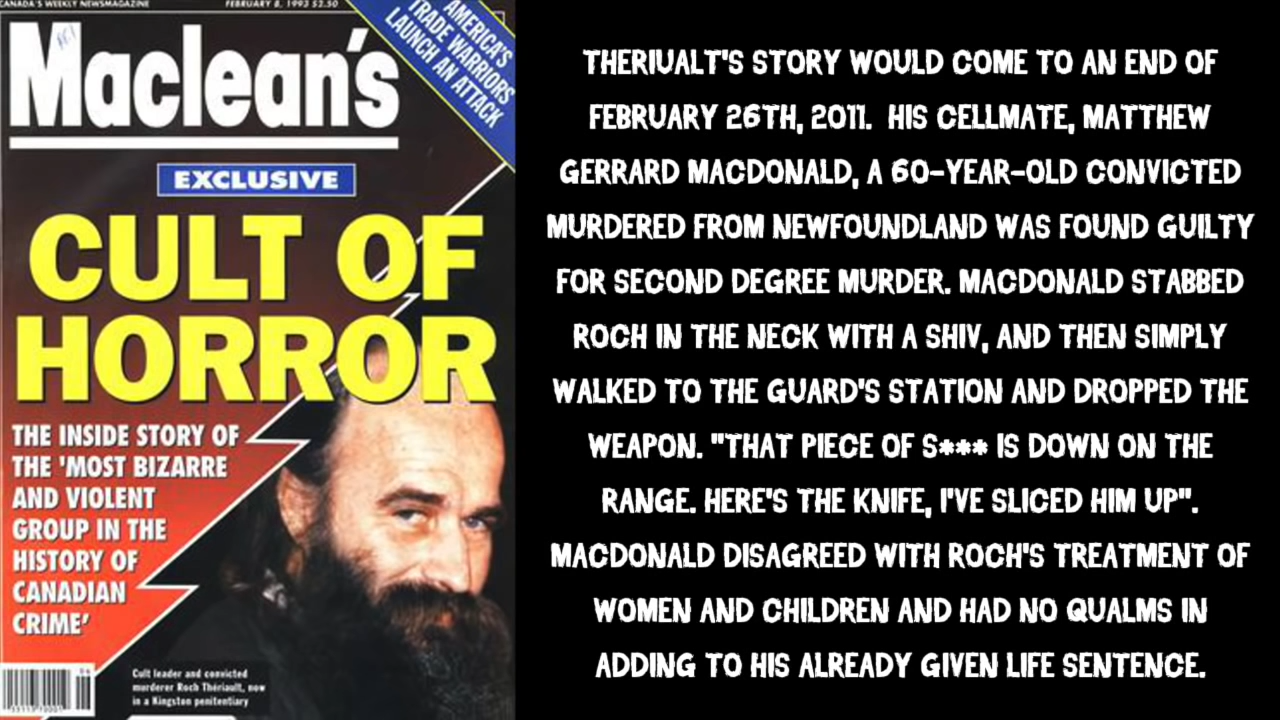 CANADA'S WEEKLY NEWSMAGAZINE
FEBRUARY 8, 1993 $2.50
AMERICA'S
TRADE WARRIORS
LAUNCH AN ATTACK
Maclean's
EXCLUSIVE
CULT OF
HORROR
THE INSIDE STORY OF
THE 'MOST BIZARRE
AND VIOLENT
GROUP IN THE
HISTORY OF
CANADIAN
CRIME'
Cult leader and convicted
murderer Roch Thériault, now
in a Kingston penitentiary
THERIUALT'S STORY WOULD COME TO AN END OF
FEBRUARY 26TH, 2011. HIS CELLMATE, MATTHEW
GERRARD MACDONALD, A 60-YEAR-OLD CONVICTED
MURDERED FROM NEWFOUNDLAND WAS FOUND GUILTY
FOR SECOND DEGREE MURDER. MACDONALD STABBED
ROCH IN THE NECK WITH A SHIV, AND THEN SIMPLY
WALKED TO THE GUARD'S STATION AND DROPPED THE
WEAPON. "THAT PIECE OF S*** IS DOWN ON THE
RANGE. HERE'S THE KNIFE, I'VE SLICED HIM UP".
MACDONALD DISAGREED WITH ROCH'S TREATMENT OF
WOMEN AND CHILDREN AND HAD NO QUALMS IN
ADDING TO HIS ALREADY GIVEN LIFE SENTENCE.